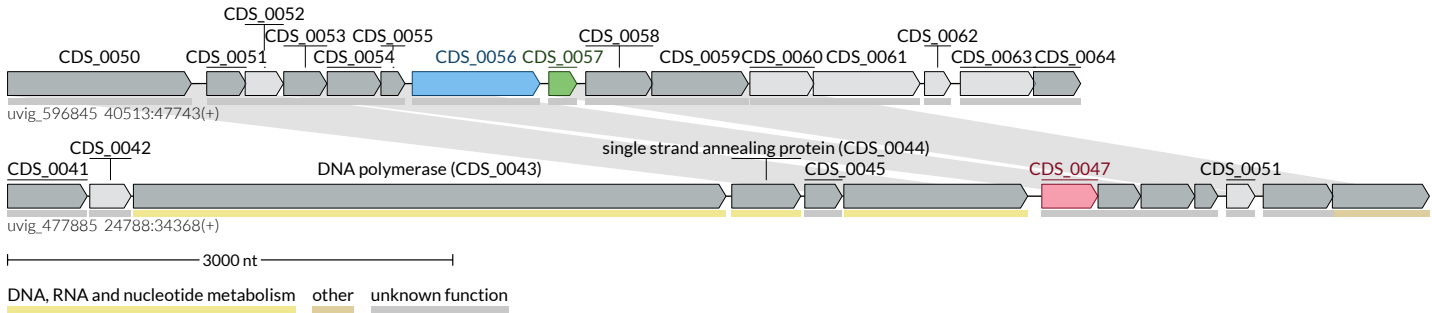 CDS_0052
CDS_0053 CDS_0055 CDS_0058 CDS_0062
CDS_0050 CDS_0051 CDS_0054 CDS_0056 CDS_0057 CDS_0059 CDS_0060 CDS_0061 CDS_0063 CDS_0064
uvig_596845 40513:47743(+)
CDS_0042 single strand annealing protein (CDS_0044)
CDS_0041 DNA polymerase (CDS_0043) CDS_0045 CDS_0047 CDS_0051
uvig_477885 24788:34368(+)
3000 nt
DNA, RNA and nucleotide metabolism other unknown function